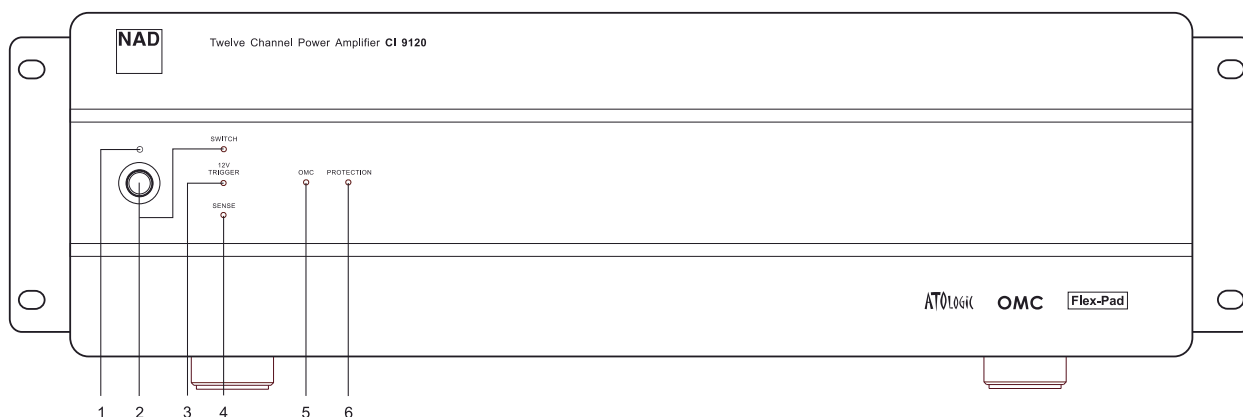 NAD
Twelve Channel Power Amplifier CI 9120
SWITCH
12V
TRIGGER
OMC
PROTECTION
SENSE
ATOLOGIC
OMC
Flex-Pad
1 2 3 4 5 6